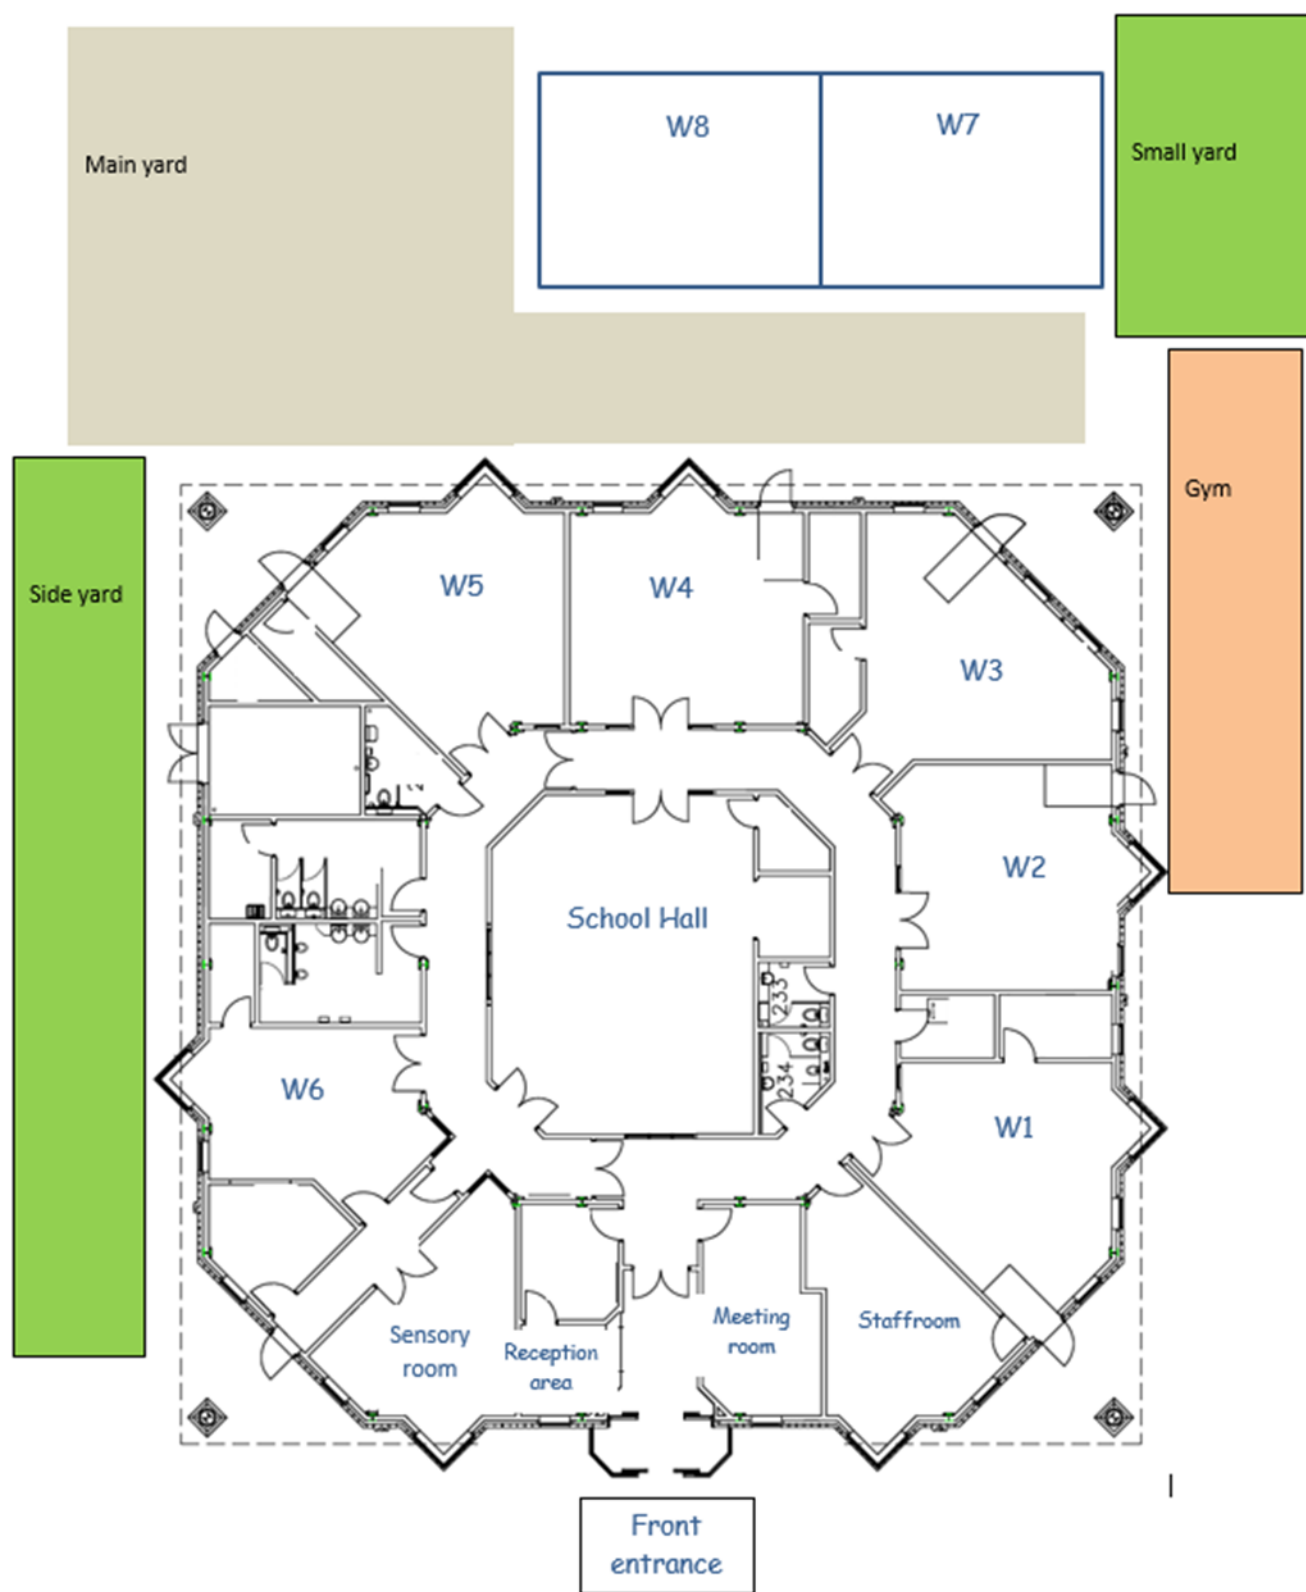 W8
W7
Main yard
Small yard
Gym
Side yard
W5
W4
W3
W2
School Hall
233
234
W6
W1
Sensory
room
Reception
area
Meeting
room
Staffroom
Front
entrance